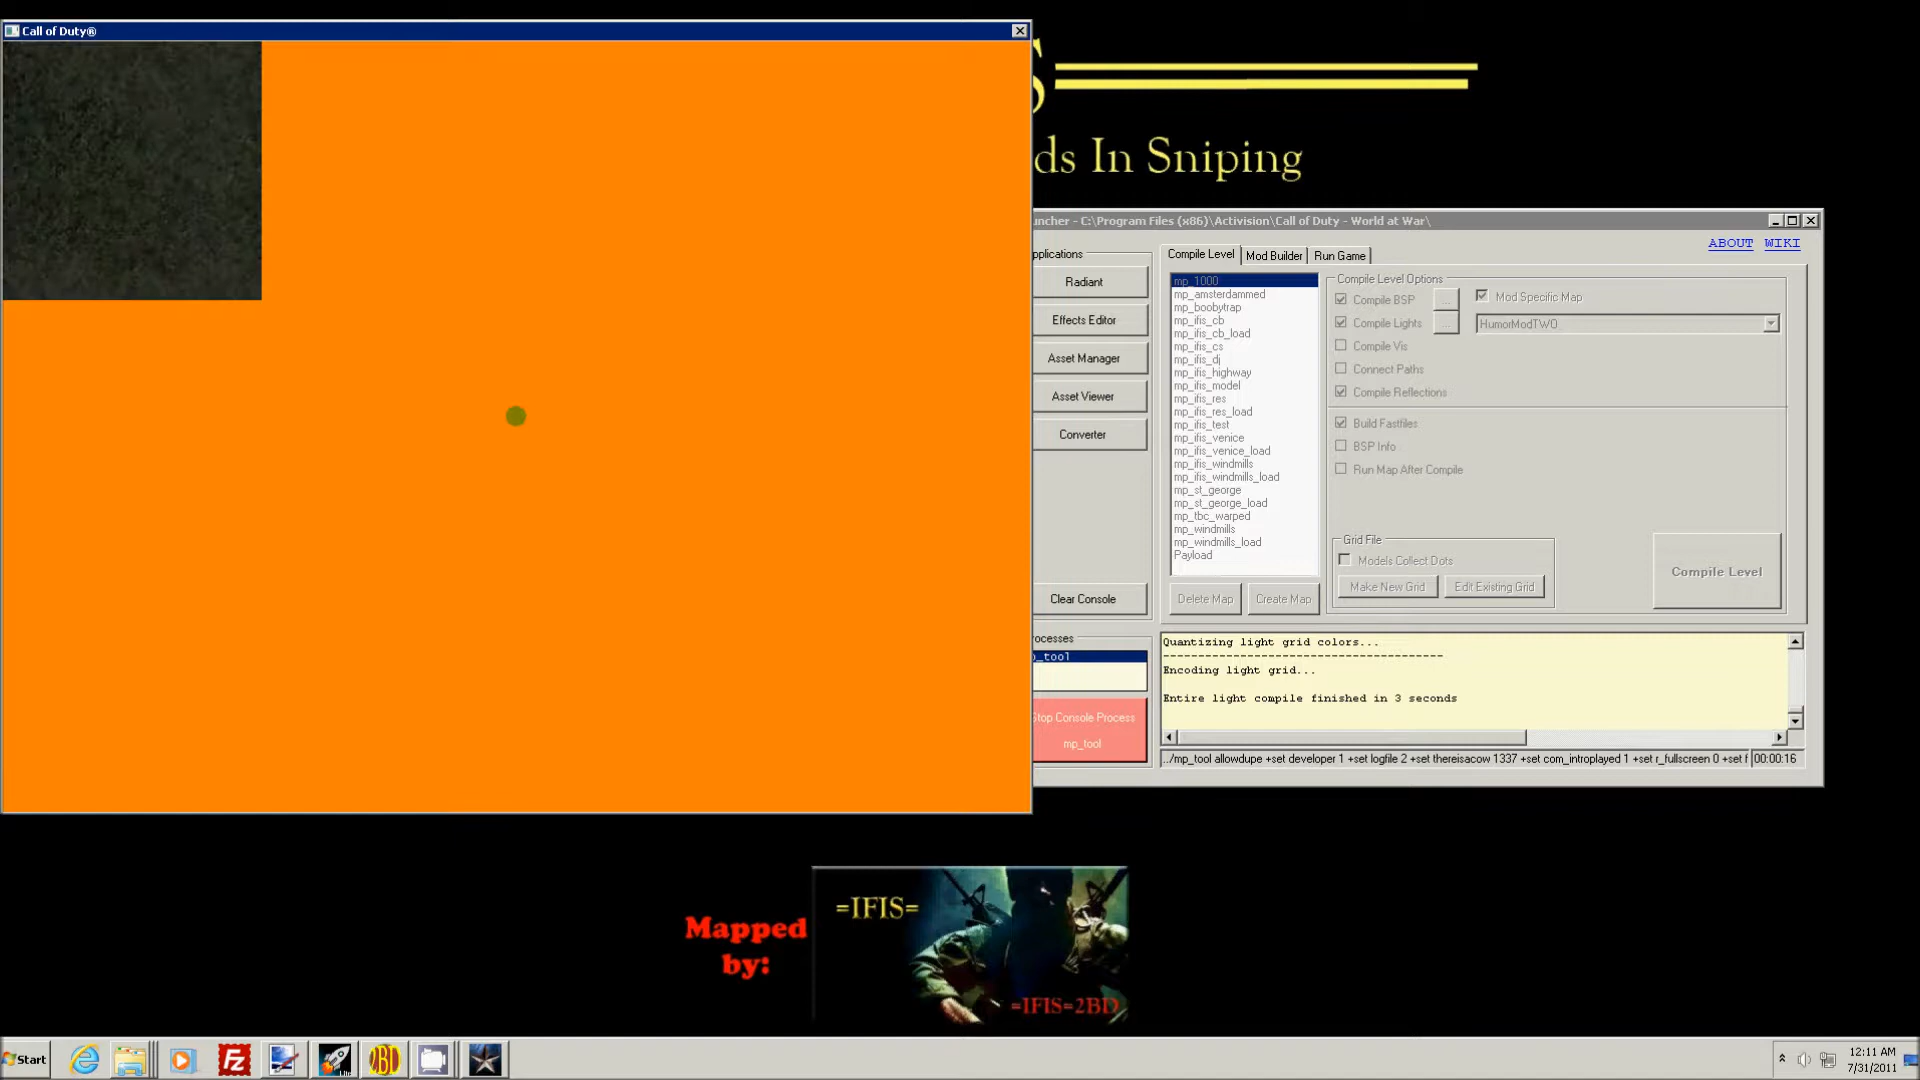 Call of Duty®
S
ds In Sniping
uncher - C:\Program Files (x86)\Activision\Call of Duty - World at War\
ABOUT WIKI
pplications
Radiant
Effects Editor
Asset Manager
Asset Viewer
Converter
Clear Console
Compile Level Mod Builder Run Game
mp_1000
mp_amsterdammed
mp_boobytrap
mp_ifis_cb
mp_ifis_cb_load
mp_ifis_cs
mp_ifis_dj
mp_ifis_highway
mp_ifis_model
mp_ifis_res
mp_ifis_res_load
mp_ifis_test
mp_ifis_venice
mp_ifis_venice_load
mp_ifis_windmills
mp_ifis_windmills_load
mp_st_george
mp_st_george_load
mp_tbc_warped
mp_windmills
mp_windmills_load
Payload
Delete Map Create Map
Compile Level Options
Compile BSP ...
Compile Lights ...
Compile Vis
Connect Paths
Compile Reflections
Mod Specific Map
HumorModTWO
Build Fastfiles
BSP Info
Run Map After Compile
Grid File
Models Collect Dots
Make New Grid Edit Existing Grid
Compile Level
ocesses
p_tool
Stop Console Process
mp_tool
Quantizing light grid colors...
----------------------------------------
Encoding light grid...
Entire light compile finished in 3 seconds
../mp_tool allowdupe +set developer 1 +set logfile 2 +set thereisacow 1337 +set com_introplayed 1 +set r_fullscreen 0 +set f 00:00:16
Mapped
by:
=IFIS=
=IFIS=2BD
Start
Fz
Lite
2BD
12:11 AM
7/31/2011